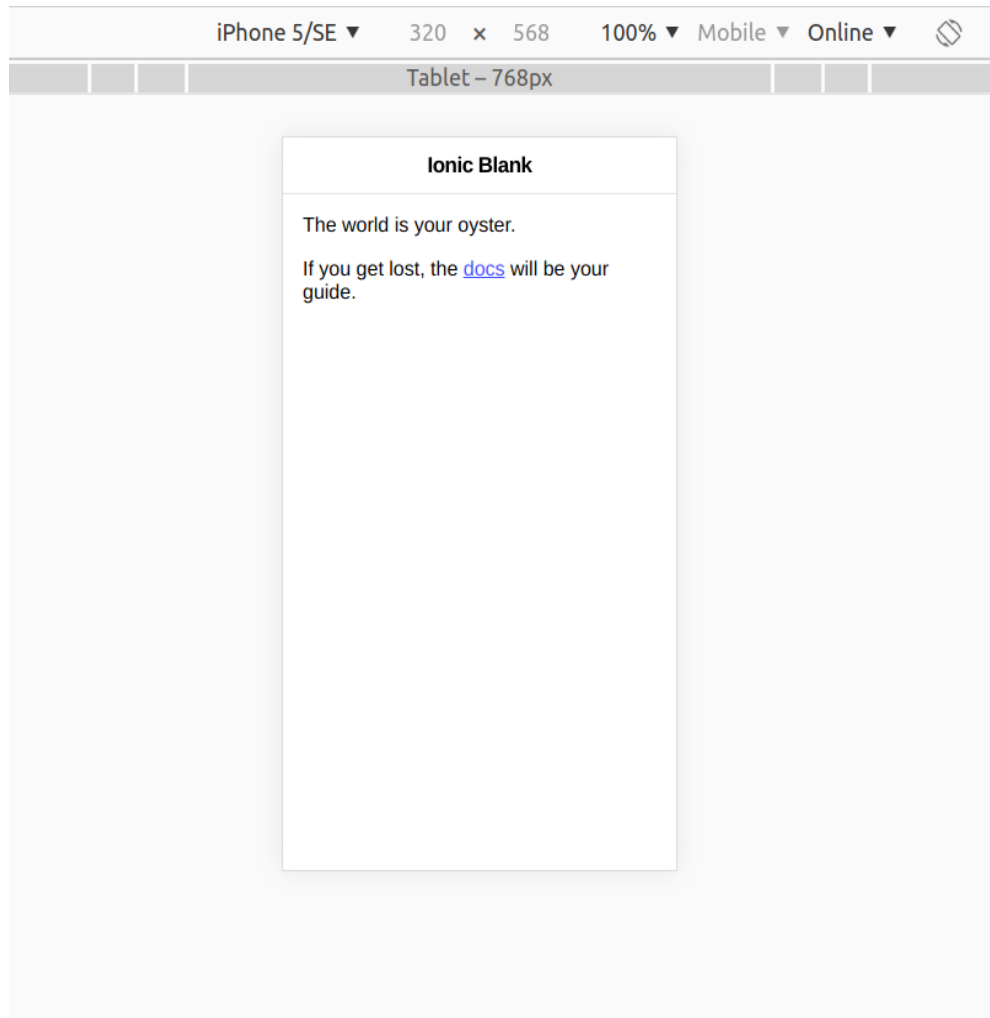 iPhone 5/SE ▼ 320 × 568 100% ▼ Mobile ▼ Online ▼
Tablet – 768px
Ionic Blank
The world is your oyster.
If you get lost, the docs will be your
guide.